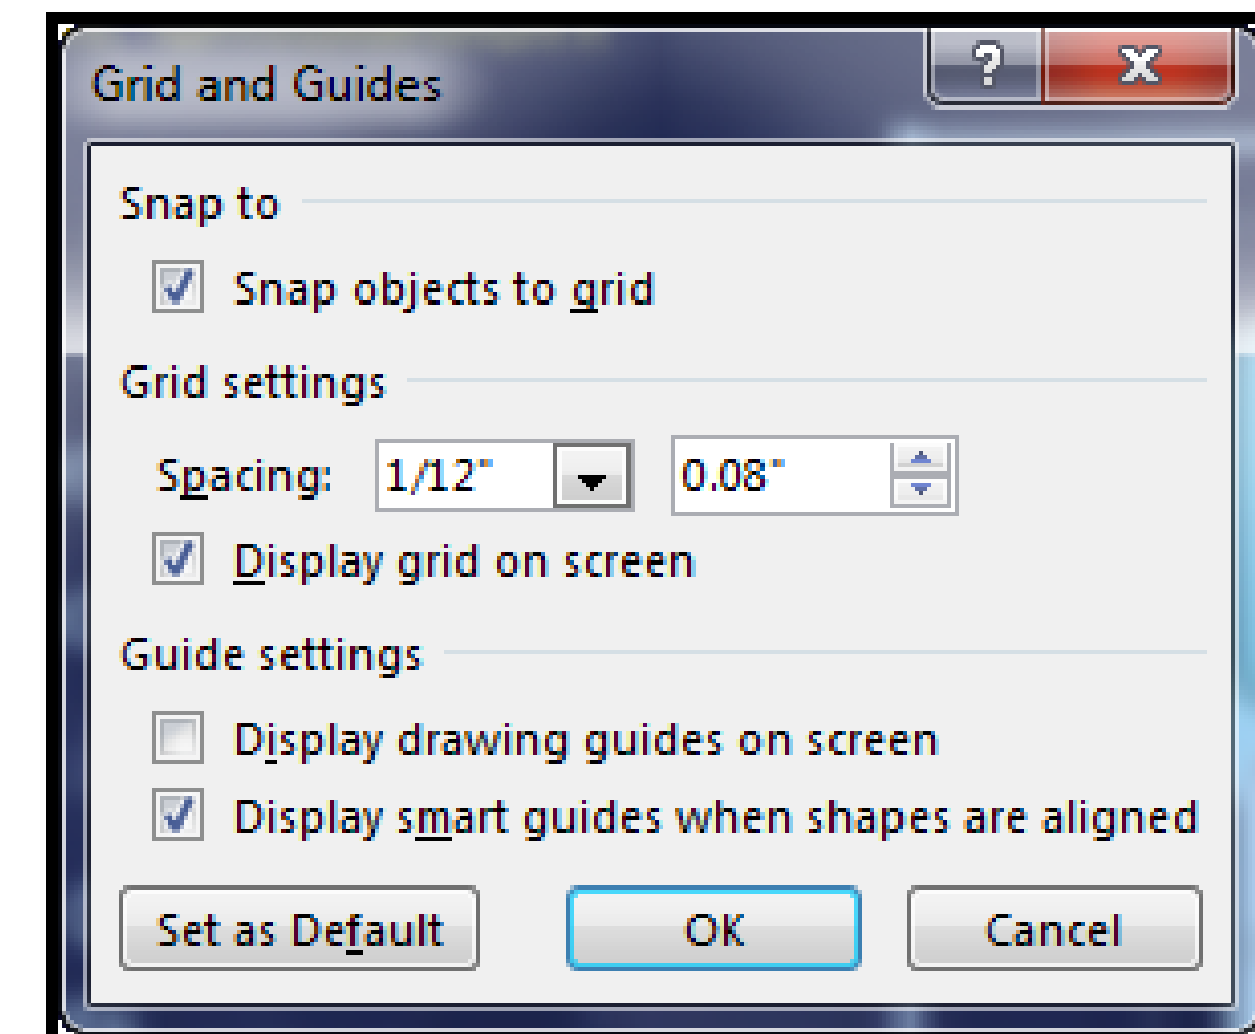 Grid and Guides
Snap to
Snap objects to grid
Grid settings
Spacing: 1/12" 0.08"
Display grid on screen
Guide settings
Display drawing guides on screen
Display smart guides when shapes are aligned
Set as Default OK Cancel